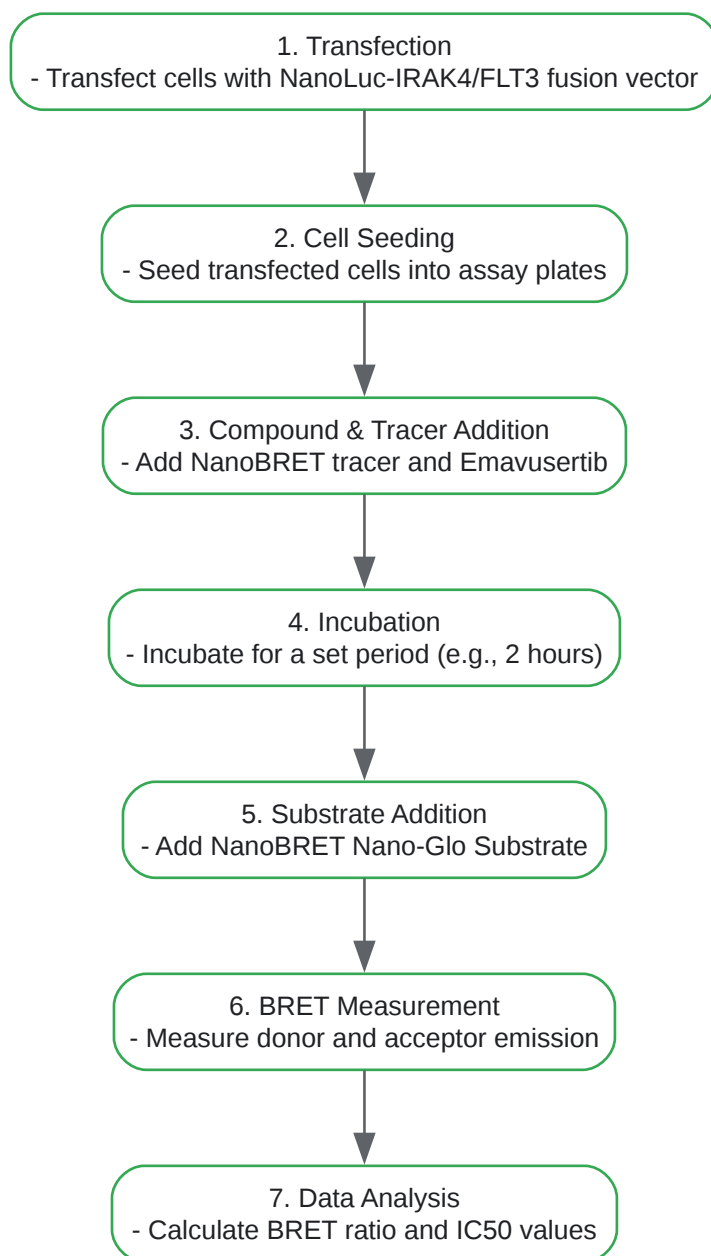 1. Transfection
- Transfect cells with NanoLuc-IRAK4/FLT3 fusion vector
2. Cell Seeding
- Seed transfected cells into assay plates
3. Compound & Tracer Addition
- Add NanoBRET tracer and Emavusertib
4. Incubation
- Incubate for a set period (e.g., 2 hours)
5. Substrate Addition
- Add NanoBRET Nano-Glo Substrate
6. BRET Measurement
- Measure donor and acceptor emission
7. Data Analysis
- Calculate BRET ratio and IC50 values